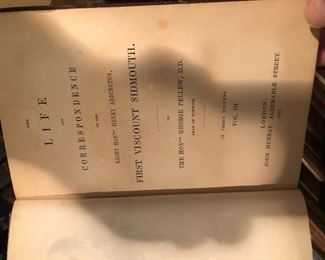 THE
LIFE
AND
CORRESPONDENCE
OF THE
RIGHT HONBLE HENRY ADDINGTON,
FIRST VISCOUNT SIDMOUTH.
BY
THE HONBLE GEORGE PELLEW, D.D.
DEAN OF NORWICH.
IN THREE VOLUMES.
VOL. III.
LONDON:
JOHN MURRAY, ALBEMARLE STREET.